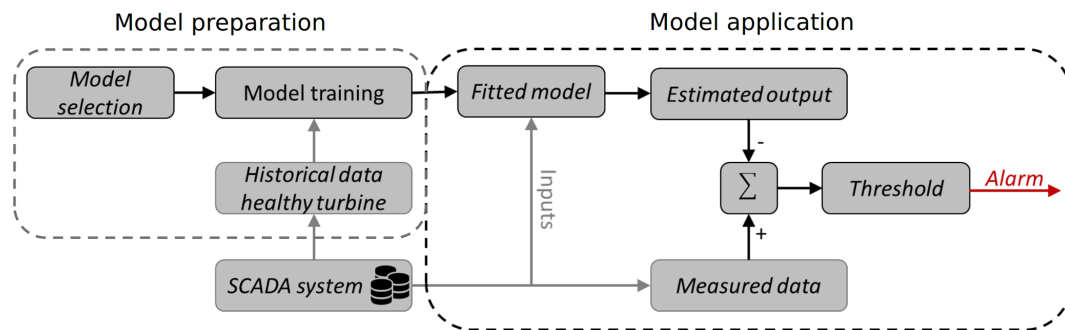 Model preparation
Model application
Model
selection
Model training
Fitted model
Estimated output
-
Historical data
healthy turbine
Inputs
∑
Threshold
Alarm
+
SCADA system
Measured data